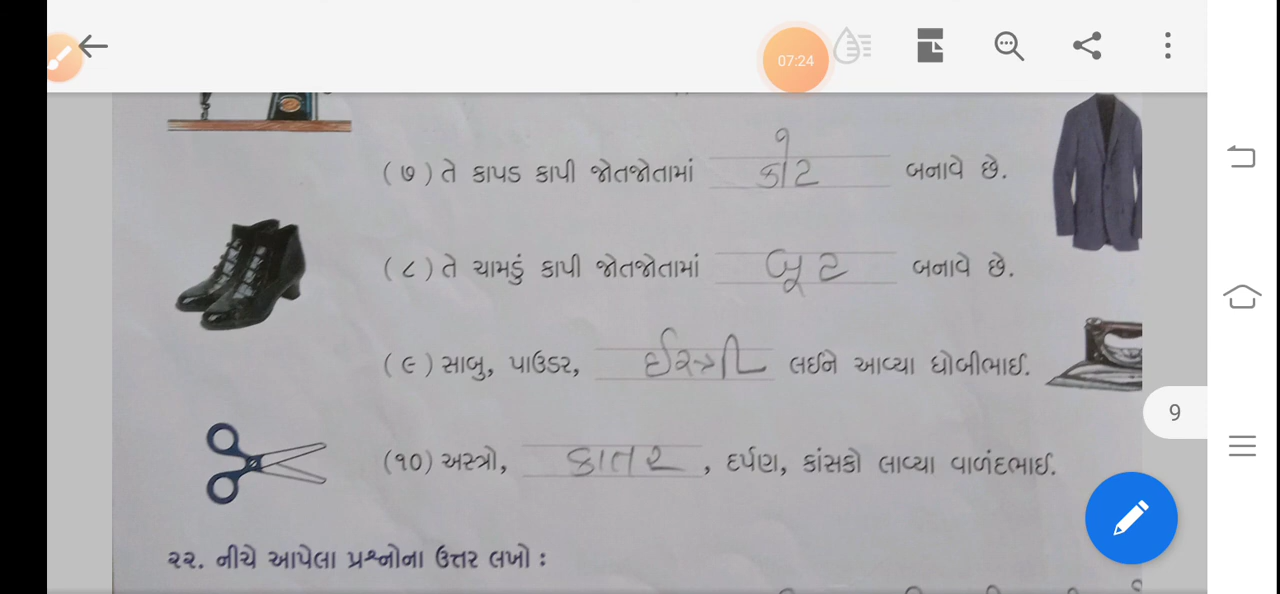 07:24
(૭) તે કાપડ કાપી જોતજોતામાં કોટ બનાવે છે.
(૮) તે ચામડું કાપી જોતજોતામાં બૂટ બનાવે છે.
(૯) સાબુ, પાઉડર, ઈસ્ત્રી લઈને આવ્યા ધોબીભાઈ.
9
(૧૦) અસ્ત્રો, કાતર, દર્પણ, કાંસકો લાવ્યા વાળંદભાઈ.
૨૨. નીચે આપેલા પ્રશ્નોના ઉત્તર લખો :